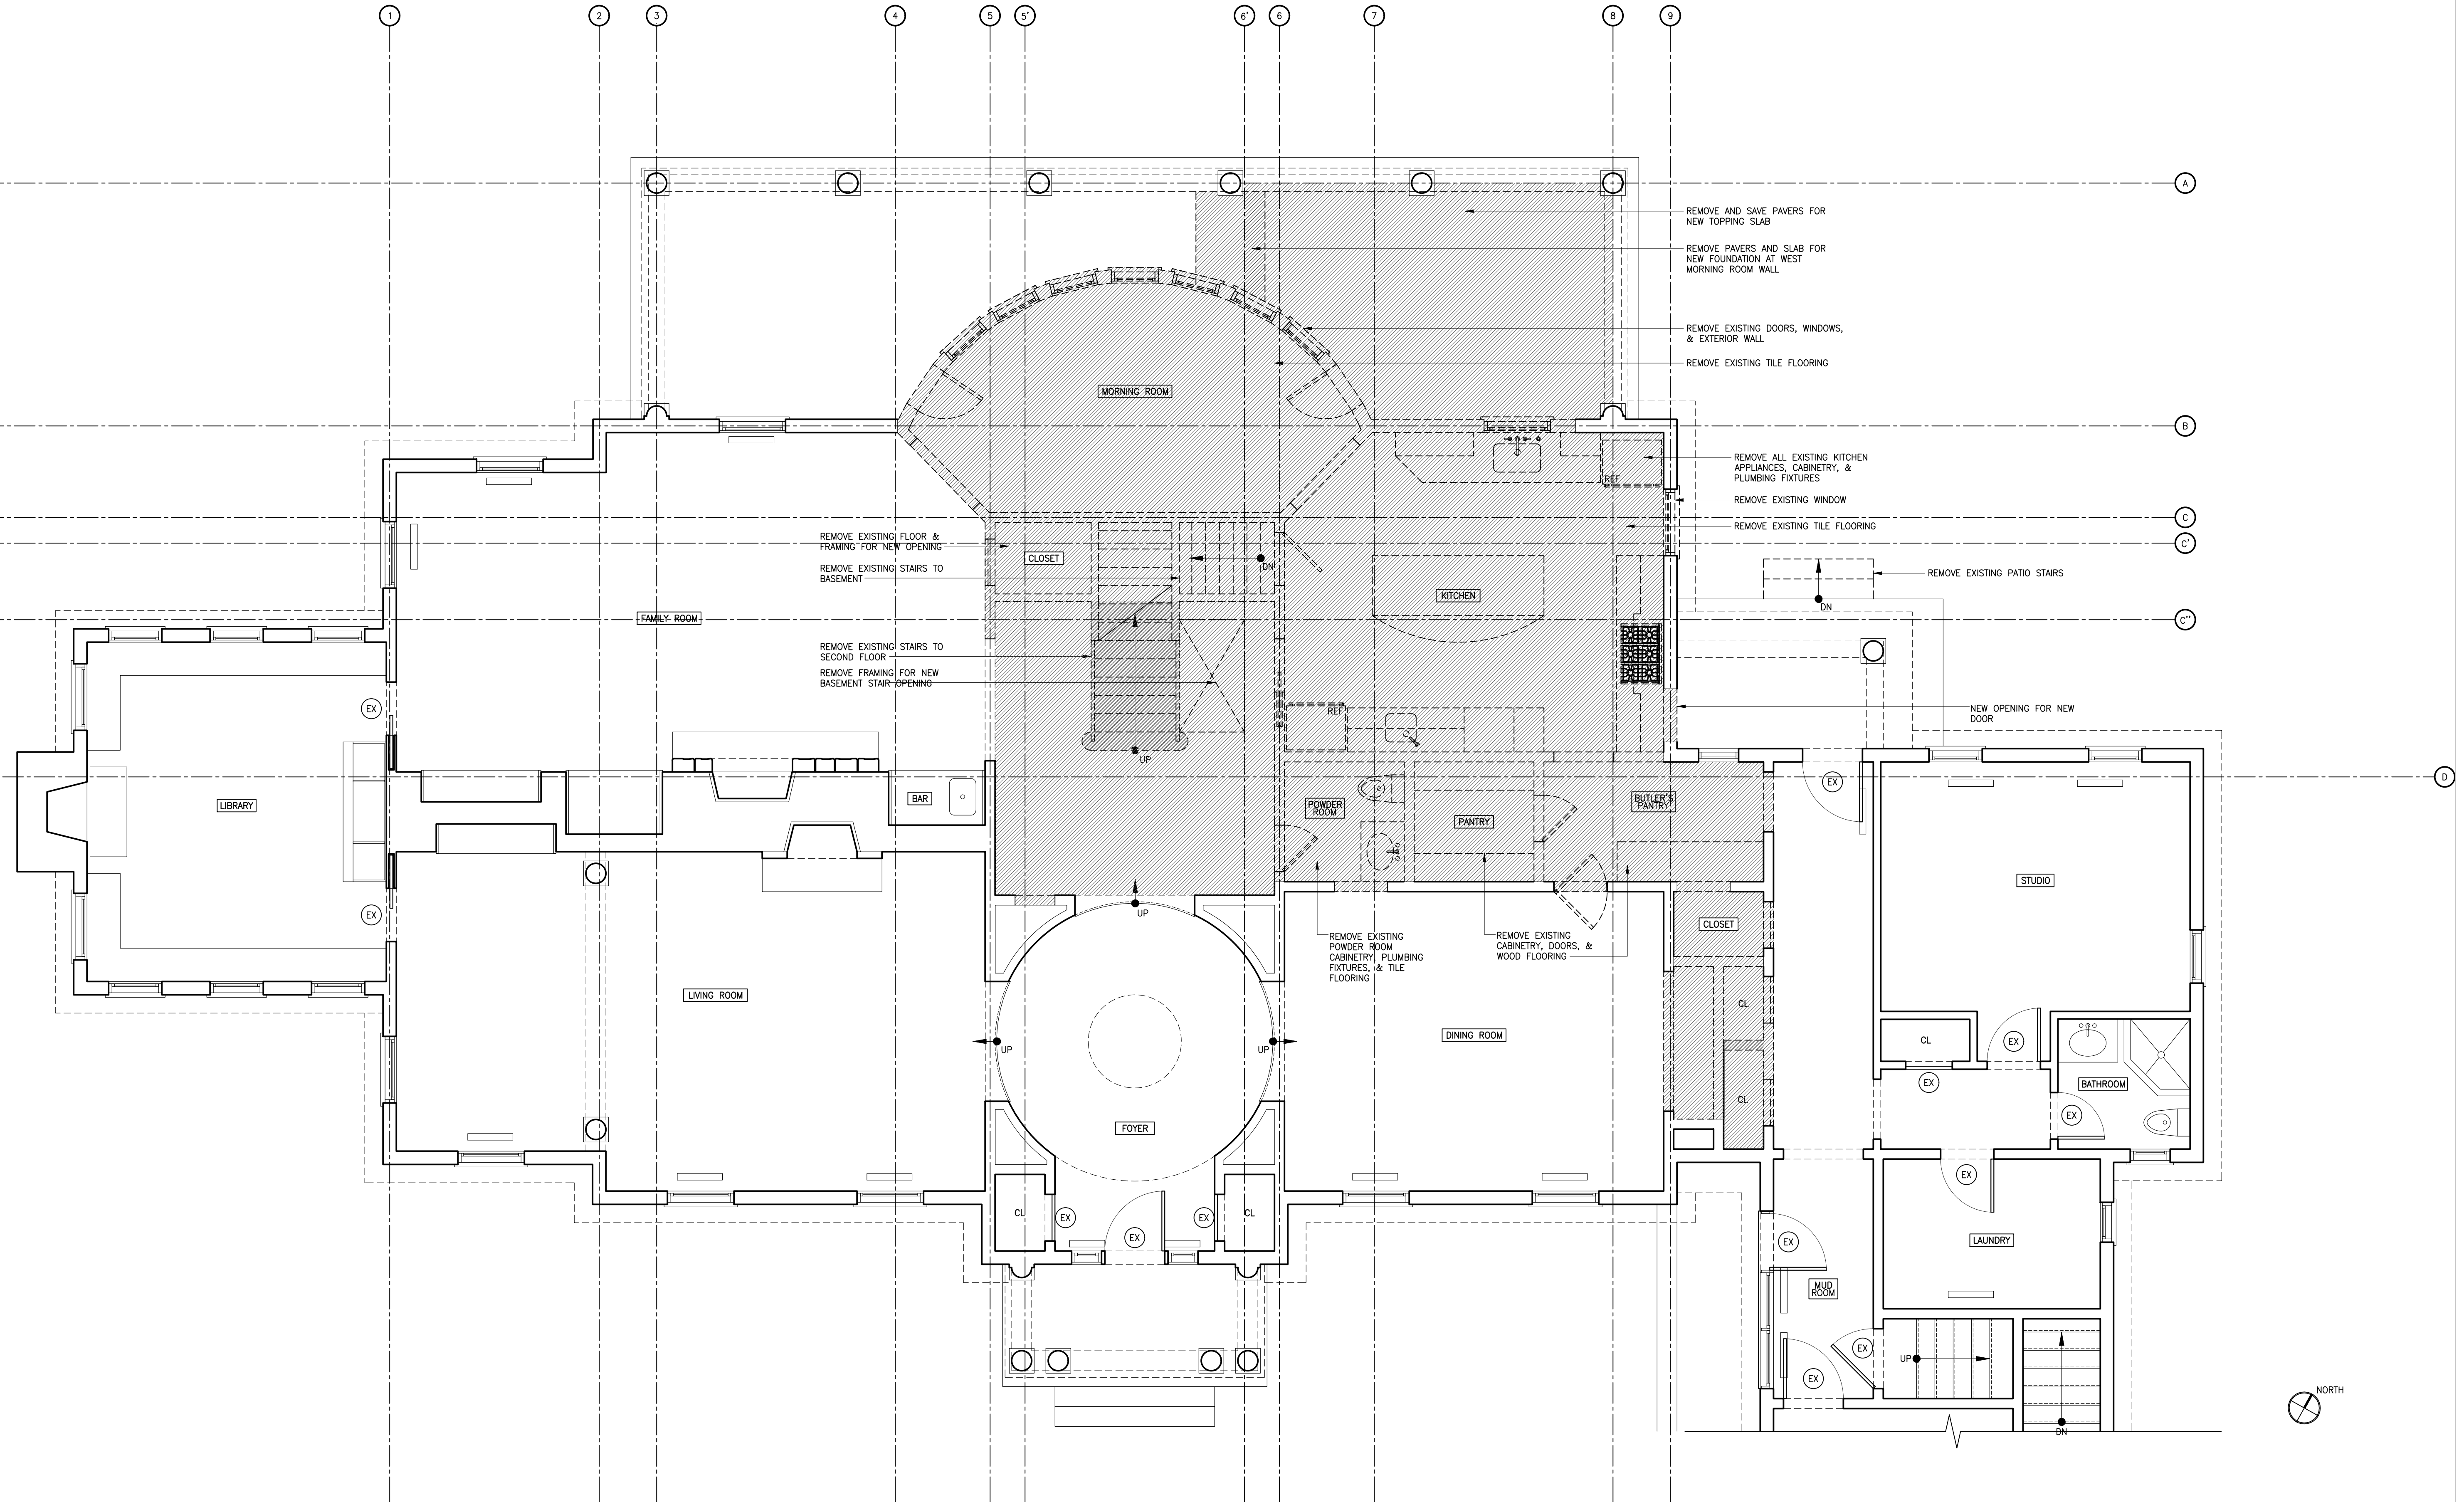 1
2
3
4
5
5'
6'
6
7
8
9
A
REMOVE AND SAVE PAVERS FOR
NEW TOPPING SLAB
REMOVE PAVERS AND SLAB FOR
NEW FOUNDATION AT WEST
MORNING ROOM WALL
REMOVE EXISTING DOORS, WINDOWS,
& EXTERIOR WALL
REMOVE EXISTING TILE FLOORING
MORNING ROOM
B
REMOVE ALL EXISTING KITCHEN
APPLIANCES, CABINETRY, &
PLUMBING FIXTURES
REF
REMOVE EXISTING WINDOW
C
REMOVE EXISTING TILE FLOORING
C'
REMOVE EXISTING FLOOR &
FRAMING FOR NEW OPENING
CLOSET
DN
REMOVE EXISTING STAIRS TO
BASEMENT
REMOVE EXISTING PATIO STAIRS
DN
KITCHEN
FAMILY ROOM
C''
REMOVE EXISTING STAIRS TO
SECOND FLOOR
REMOVE FRAMING FOR NEW
BASEMENT STAIR OPENING
EX
REF
NEW OPENING FOR NEW
DOOR
UP
D
EX
LIBRARY
BAR
POWDER
ROOM
PANTRY
BUTLER'S
PANTRY
STUDIO
EX
UP
CLOSET
REMOVE EXISTING
POWDER ROOM
CABINETRY, PLUMBING
FIXTURES, & TILE
FLOORING
REMOVE EXISTING
CABINETRY, DOORS, &
WOOD FLOORING
LIVING ROOM
CL
DINING ROOM
UP
UP
CL
EX
EX
BATHROOM
CL
EX
FOYER
EX
CL
EX
EX
EX
CL
EX
LAUNDRY
MUD
ROOM
EX
UP
EX
NORTH
DN